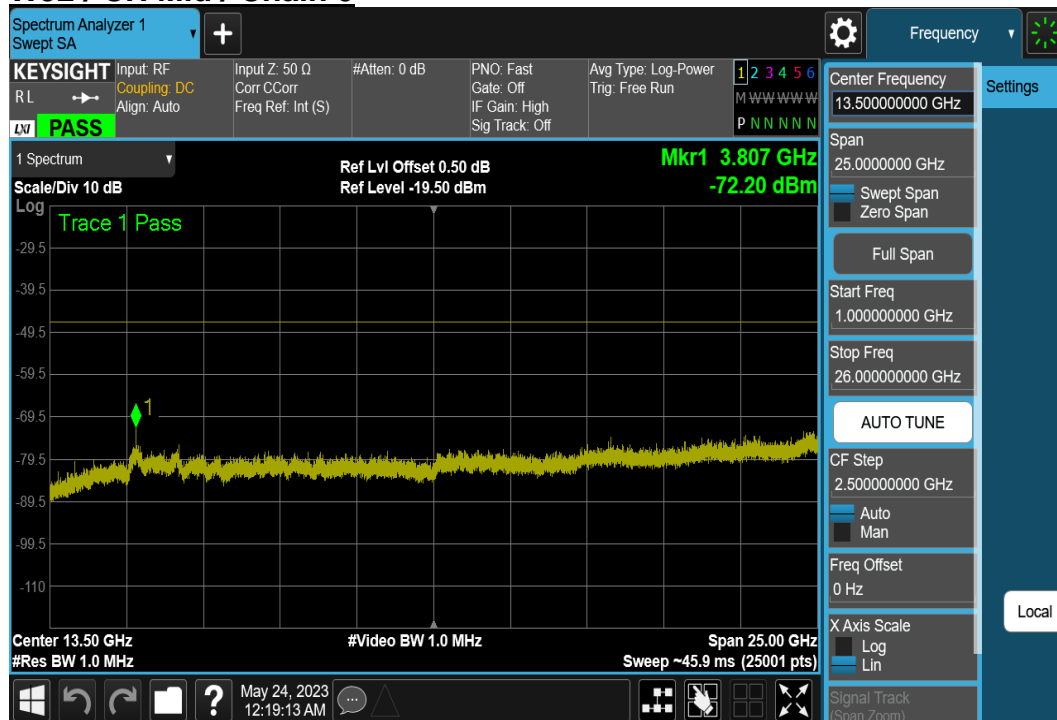 Spectrum Analyzer 1
Swept SA
Frequency
KEYSIGHT
RL
LXI
PASS
Input: RF
Coupling: DC
Align: Auto
Input Z: 50 Ω
Corr CCorr
Freq Ref: Int (S)
#Atten: 0 dB
PNO: Fast
Gate: Off
IF Gain: High
Sig Track: Off
Avg Type: Log-Power
Trig: Free Run
1 2 3 4 5 6
M W W W W W
P N N N N N
Center Frequency
13.500000000 GHz
Settings
1 Spectrum
Scale/Div 10 dB
Ref Lvl Offset 0.50 dB
Ref Level -19.50 dBm
Mkr1 3.807 GHz
-72.20 dBm
Span
25.0000000 GHz
Swept Span
Zero Span
Log
Trace 1 Pass
-29.5
-39.5
-49.5
-59.5
-69.5
-79.5
-89.5
-99.5
-110
1
Full Span
Start Freq
1.000000000 GHz
Stop Freq
26.000000000 GHz
AUTO TUNE
CF Step
2.500000000 GHz
Auto
Man
Freq Offset
0 Hz
Local
X Axis Scale
Log
Lin
Signal Track
(Span Zoom)
Center 13.50 GHz
#Res BW 1.0 MHz
#Video BW 1.0 MHz
Span 25.00 GHz
Sweep ~45.9 ms (25001 pts)
?
May 24, 2023
12:19:13 AM